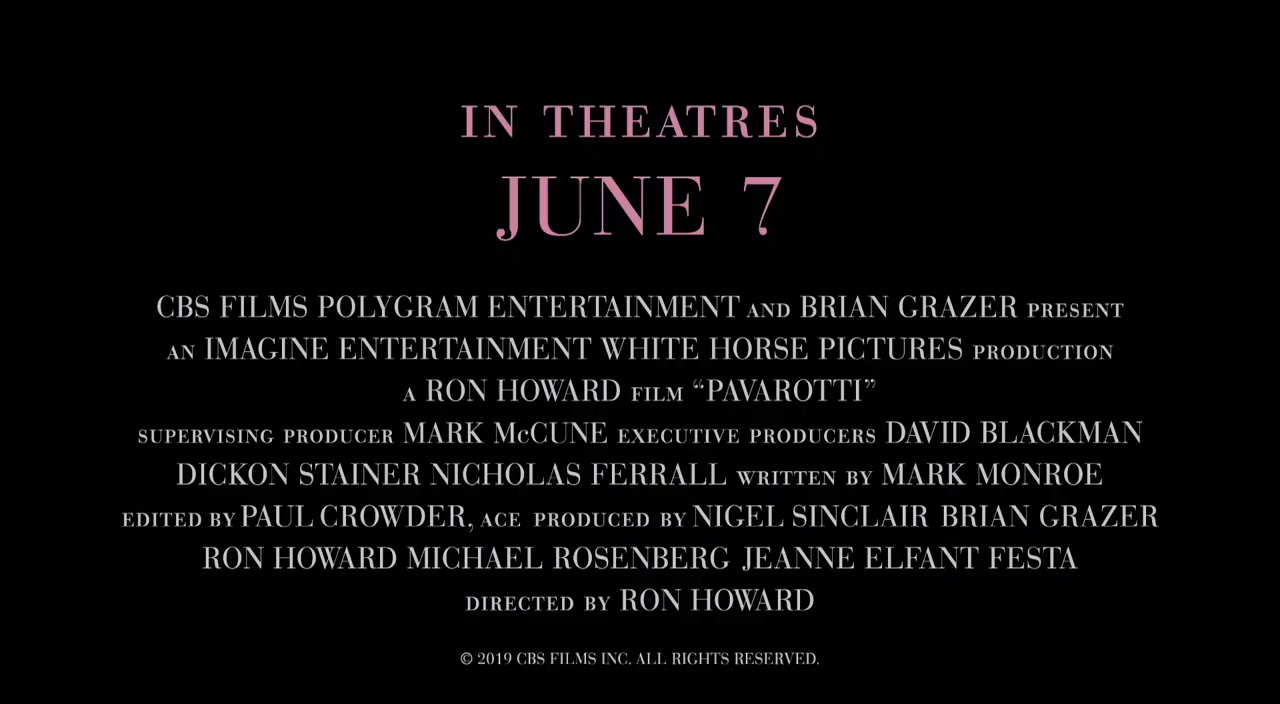 IN THEATRES
JUNE 7
CBS FILMS POLYGRAM ENTERTAINMENT AND BRIAN GRAZER PRESENT
AN IMAGINE ENTERTAINMENT WHITE HORSE PICTURES PRODUCTION
A RON HOWARD FILM “PAVAROTTI”
SUPERVISING PRODUCER MARK McCUNE EXECUTIVE PRODUCERS DAVID BLACKMAN
DICKON STAINER NICHOLAS FERRALL WRITTEN BY MARK MONROE
EDITED BY PAUL CROWDER, ACE PRODUCED BY NIGEL SINCLAIR BRIAN GRAZER
RON HOWARD MICHAEL ROSENBERG JEANNE ELFANT FESTA
DIRECTED BY RON HOWARD
© 2019 CBS FILMS INC. ALL RIGHTS RESERVED.